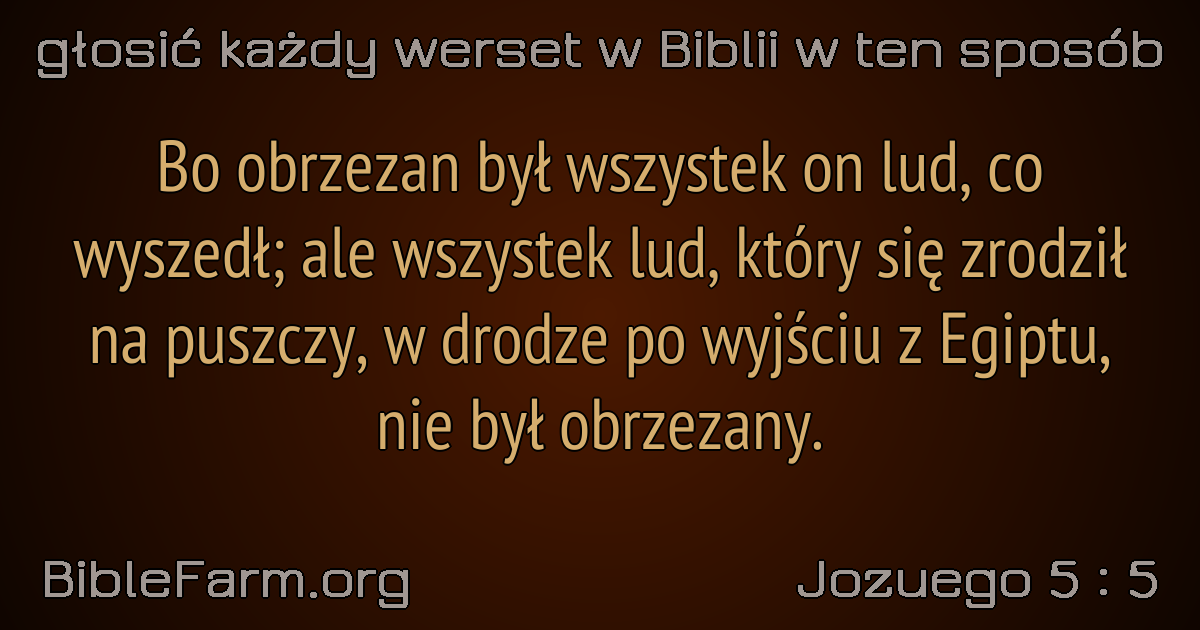 głosić każdy werset w Biblii w ten sposób
Bo obrzezan był wszystek on lud, co
wyszedł; ale wszystek lud, który się zrodził
na puszczy, w drodze po wyjściu z Egiptu,
nie był obrzezany.
BibleFarm.org
Jozuego 5 : 5